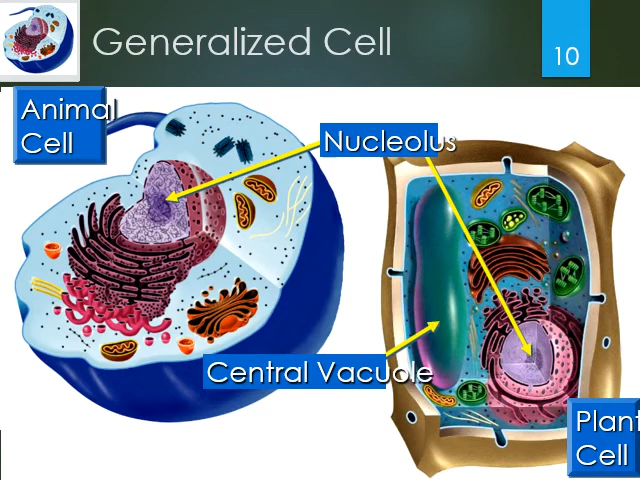 Generalized Cell
10
Animal
Cell
Nucleolus
Central Vacuole
Plant
Cell